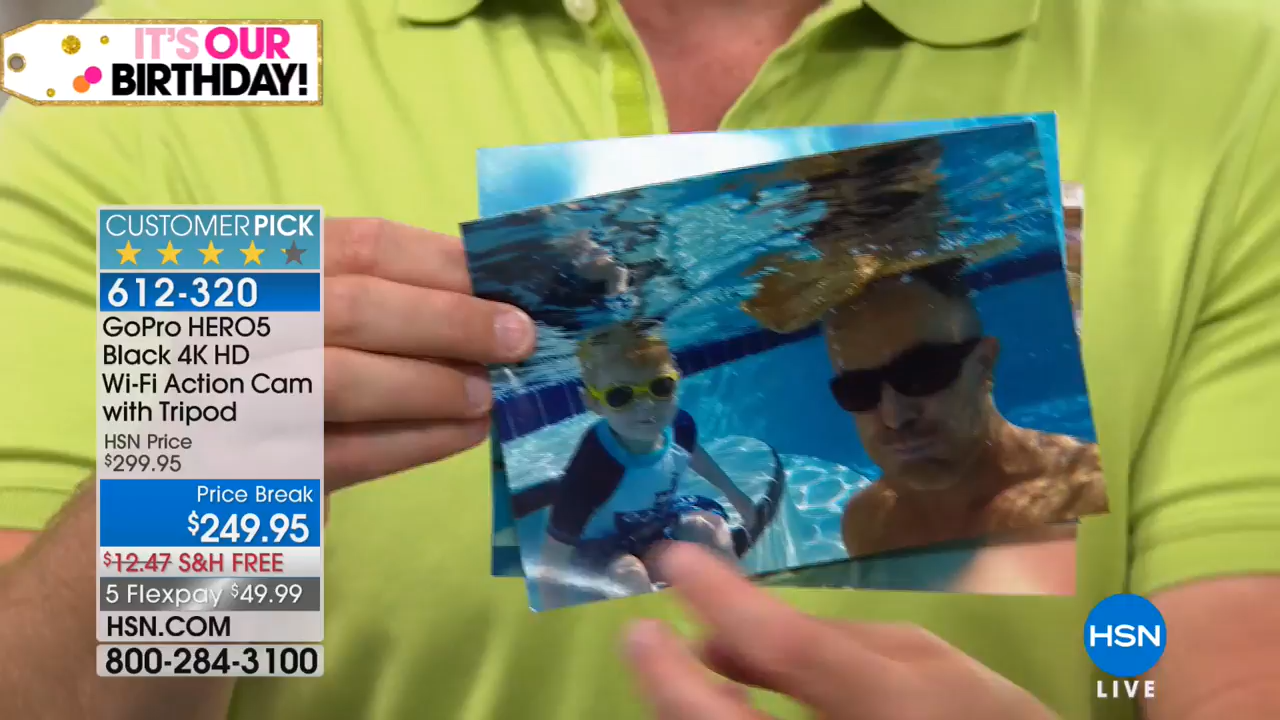 IT'S OUR
BIRTHDAY!
CUSTOMER PICK
612-320
GoPro HERO5
Black 4K HD
Wi-Fi Action Cam
with Tripod
HSN Price
$299.95
Price Break
$249.95
$12.47 S&H FREE
5 Flexpay $49.99
HSN.COM
800-284-3100
HSN
LIVE